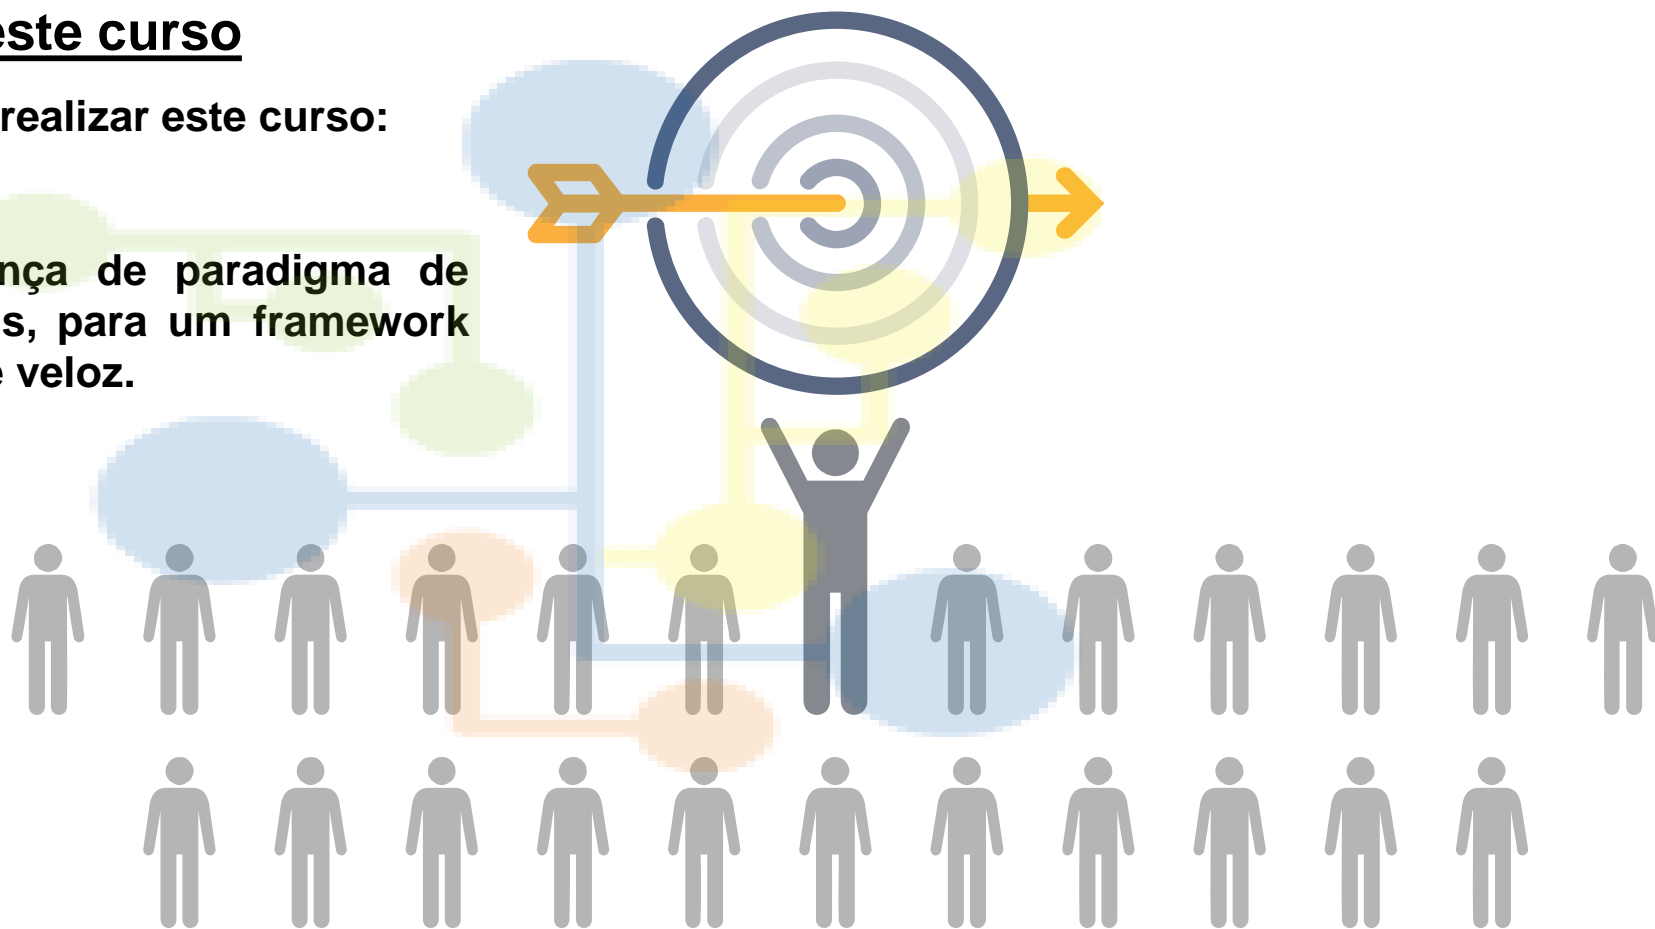 este curso
realizar este curso:
nça de paradigma de
s, para um framework
e veloz.